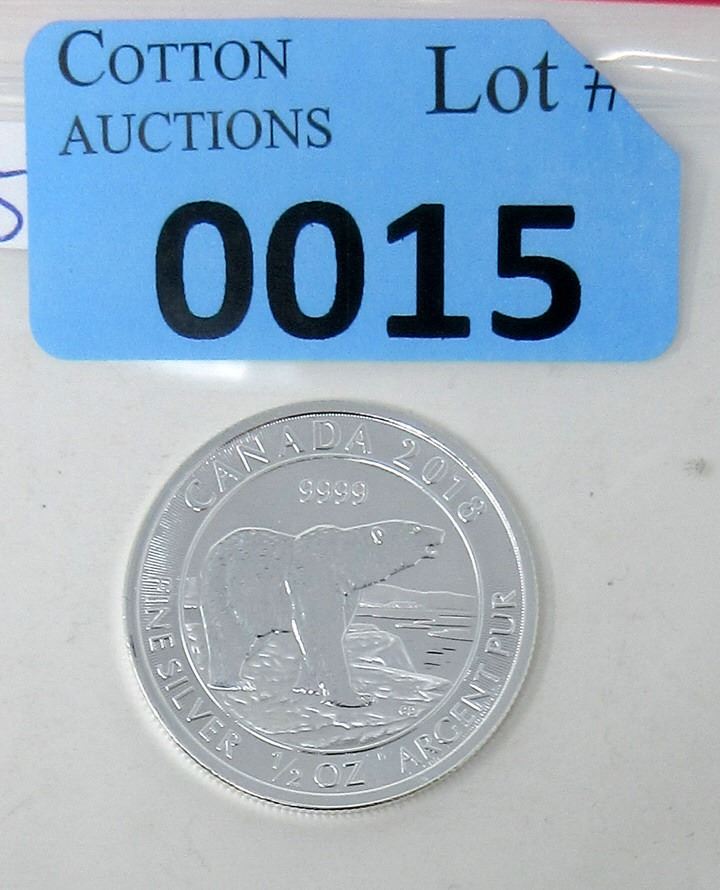 COTTON
AUCTIONS
Lot #
0015
CANADA 2018
9999
FINE SILVER 1/2 OZ ARGENT PUR